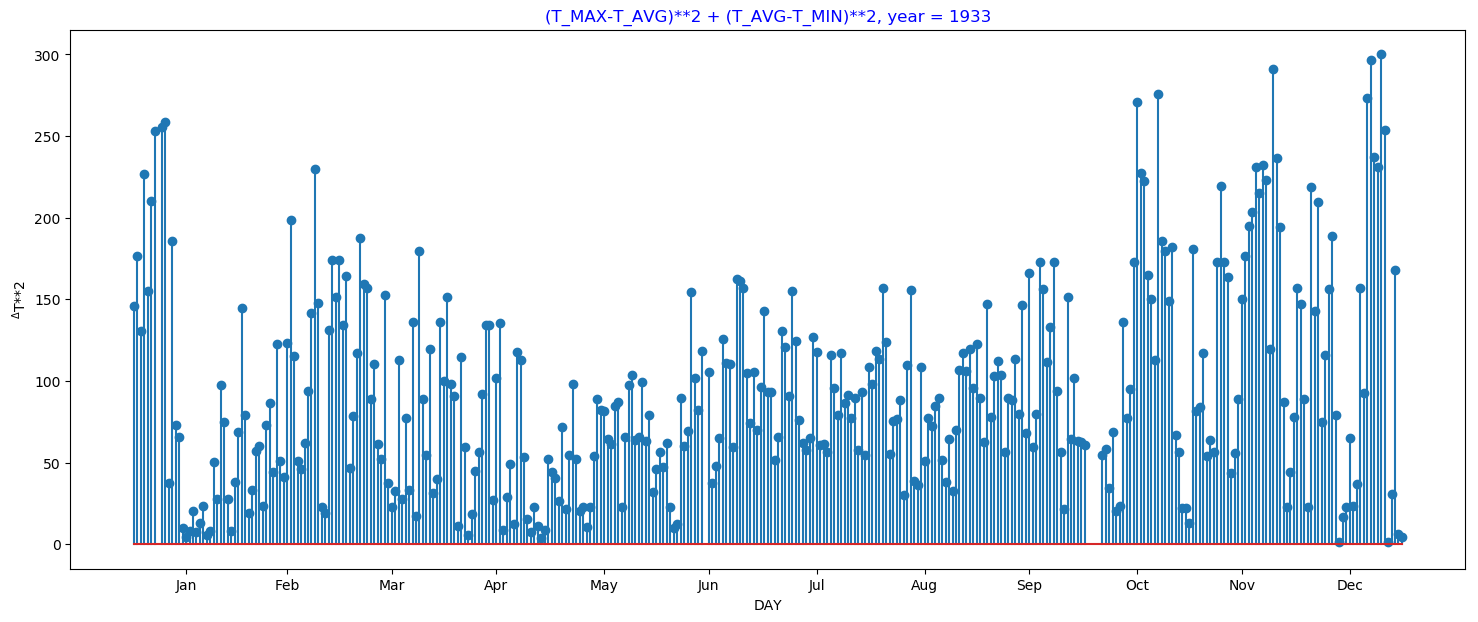 (T_MAX-T_AVG)**2 + (T_AVG-T_MIN)**2, year = 1933
300
250
200
150
100
50
0
ΔT**2
Jan Feb Mar Apr May Jun Jul Aug Sep Oct Nov Dec
DAY